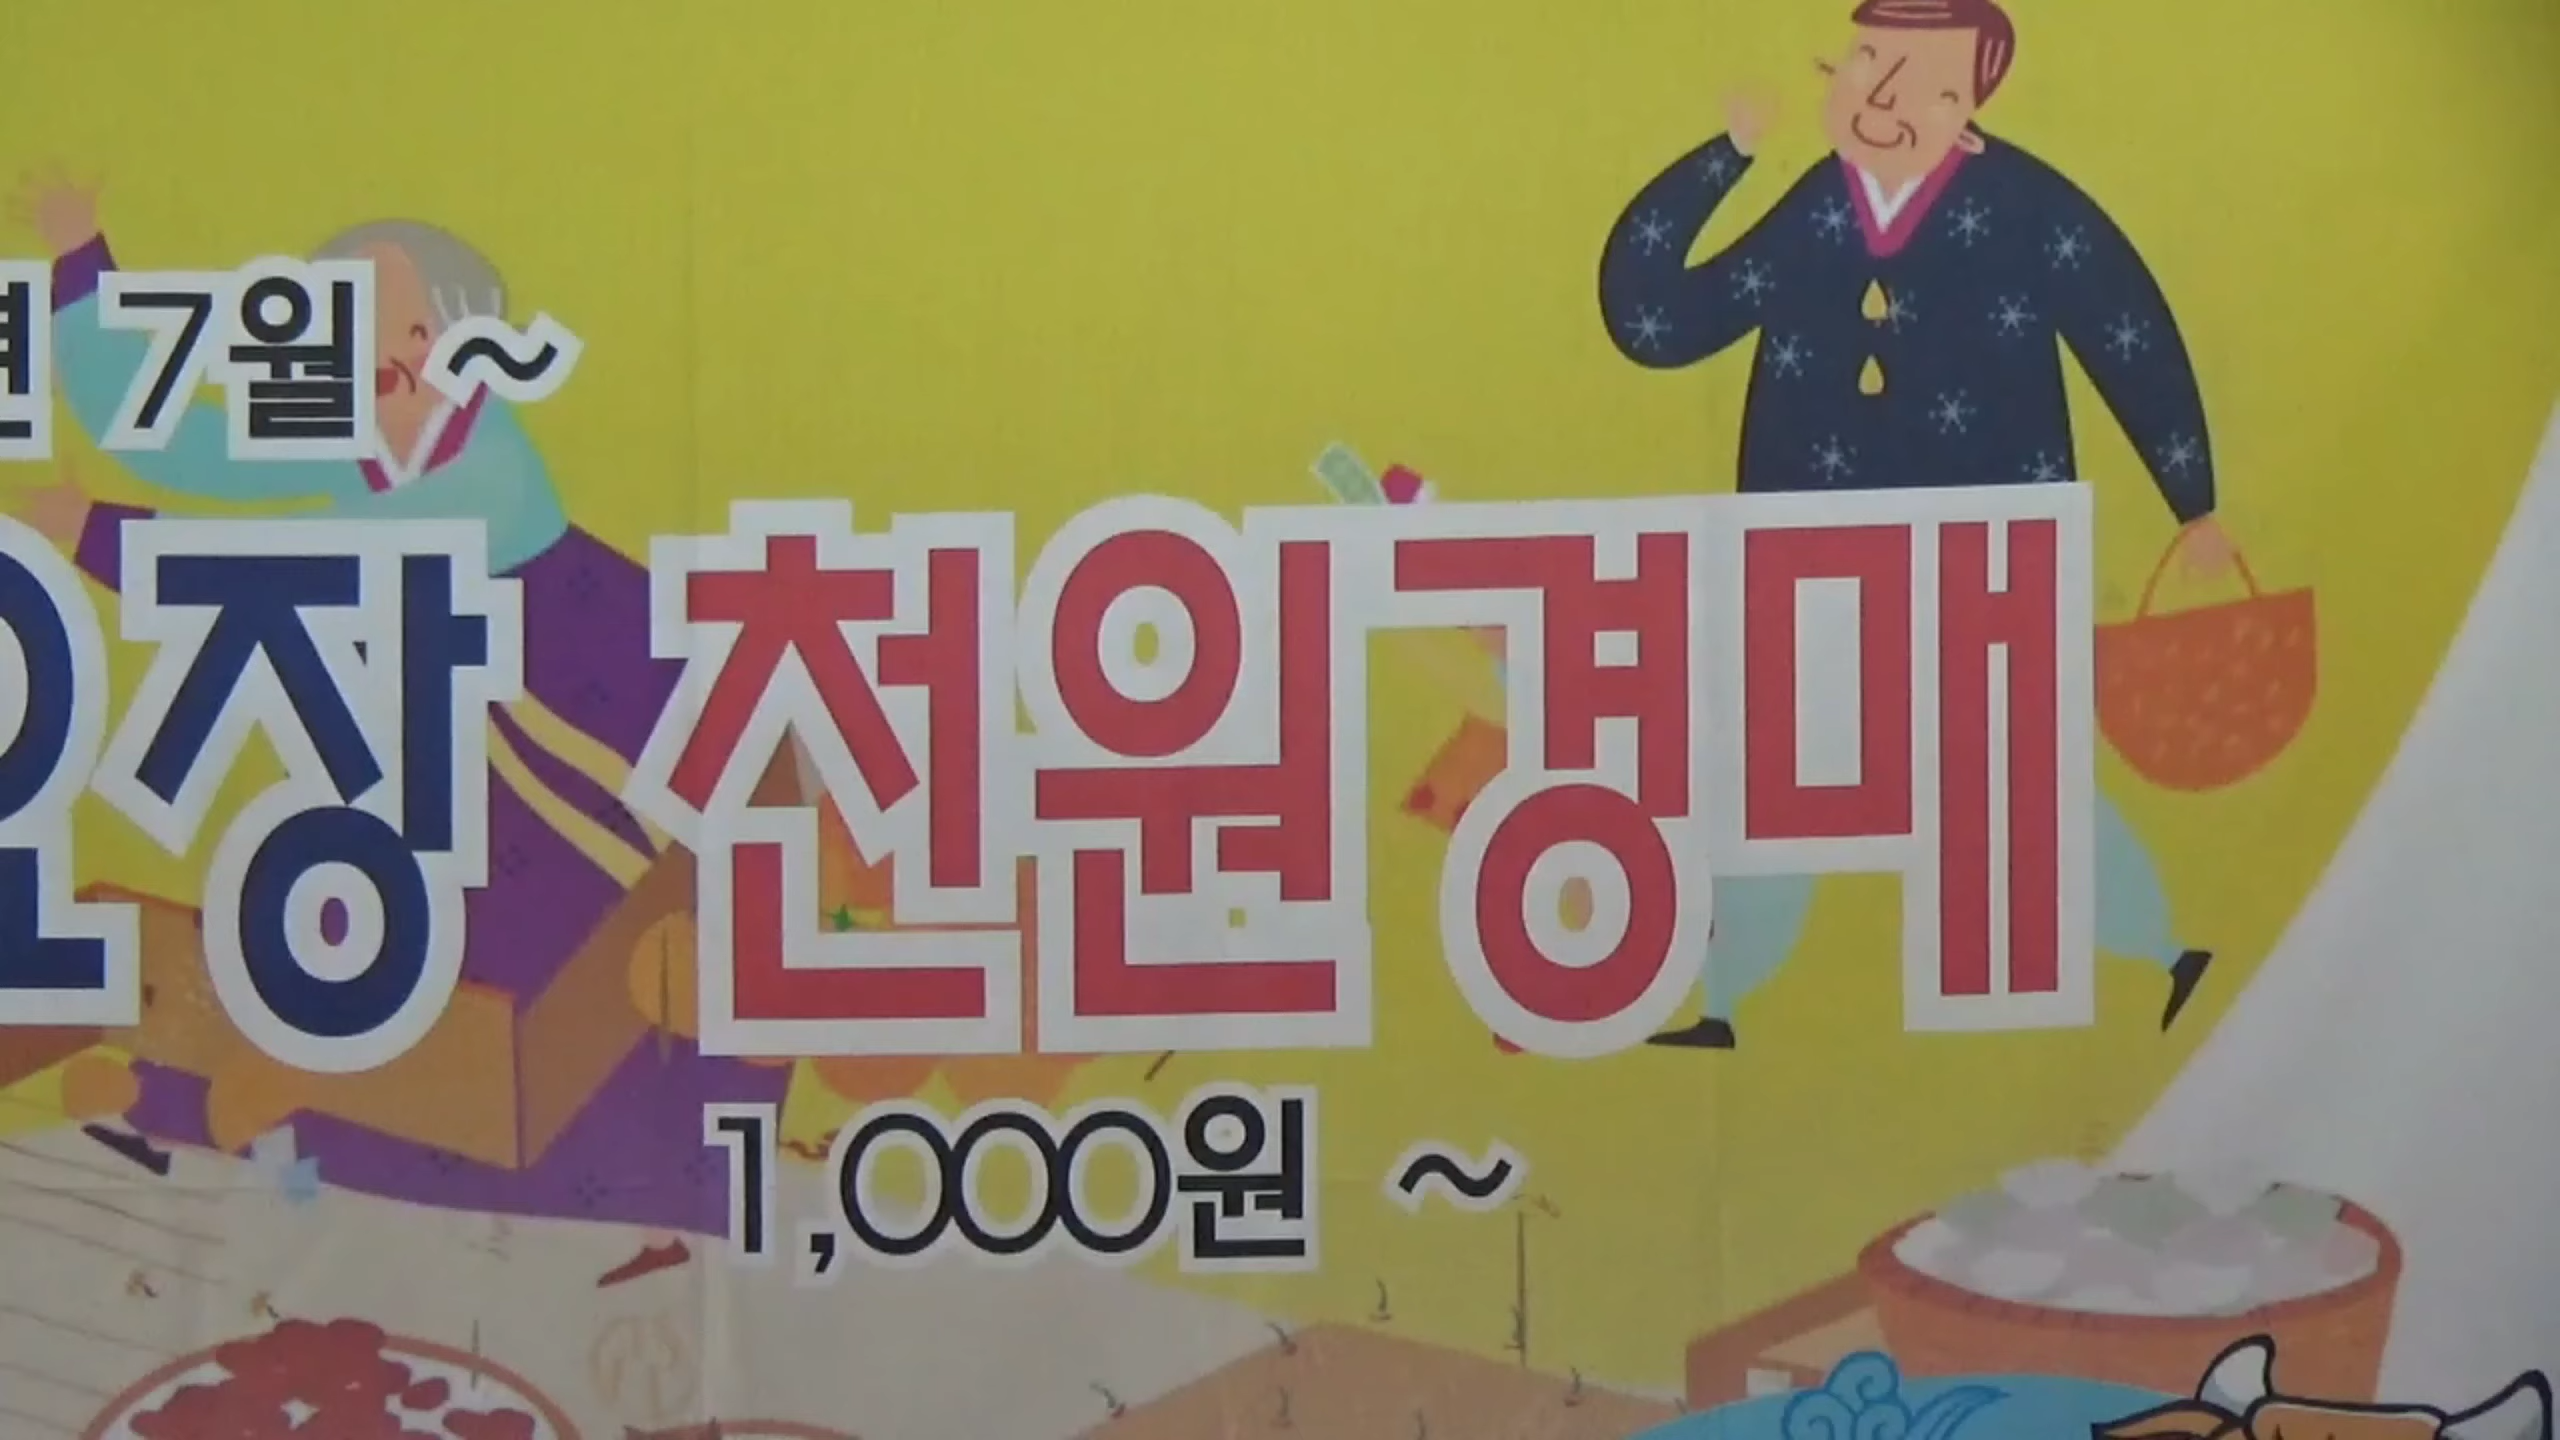 7월 ~
장 천원경매
1,000원 ~